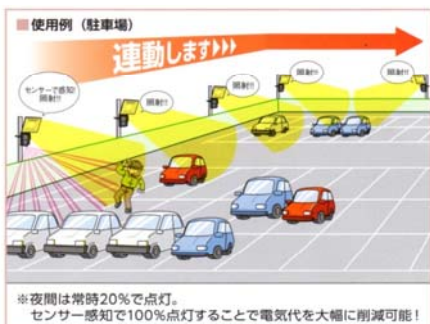 ■使用例（駐車場）
連動します
センサーで感知!
照射!!
照射!!
照射!!
照射!!
照射!!
※夜間は常時20%で点灯。
センサー感知で100%点灯することで電気代を大幅に削減可能！